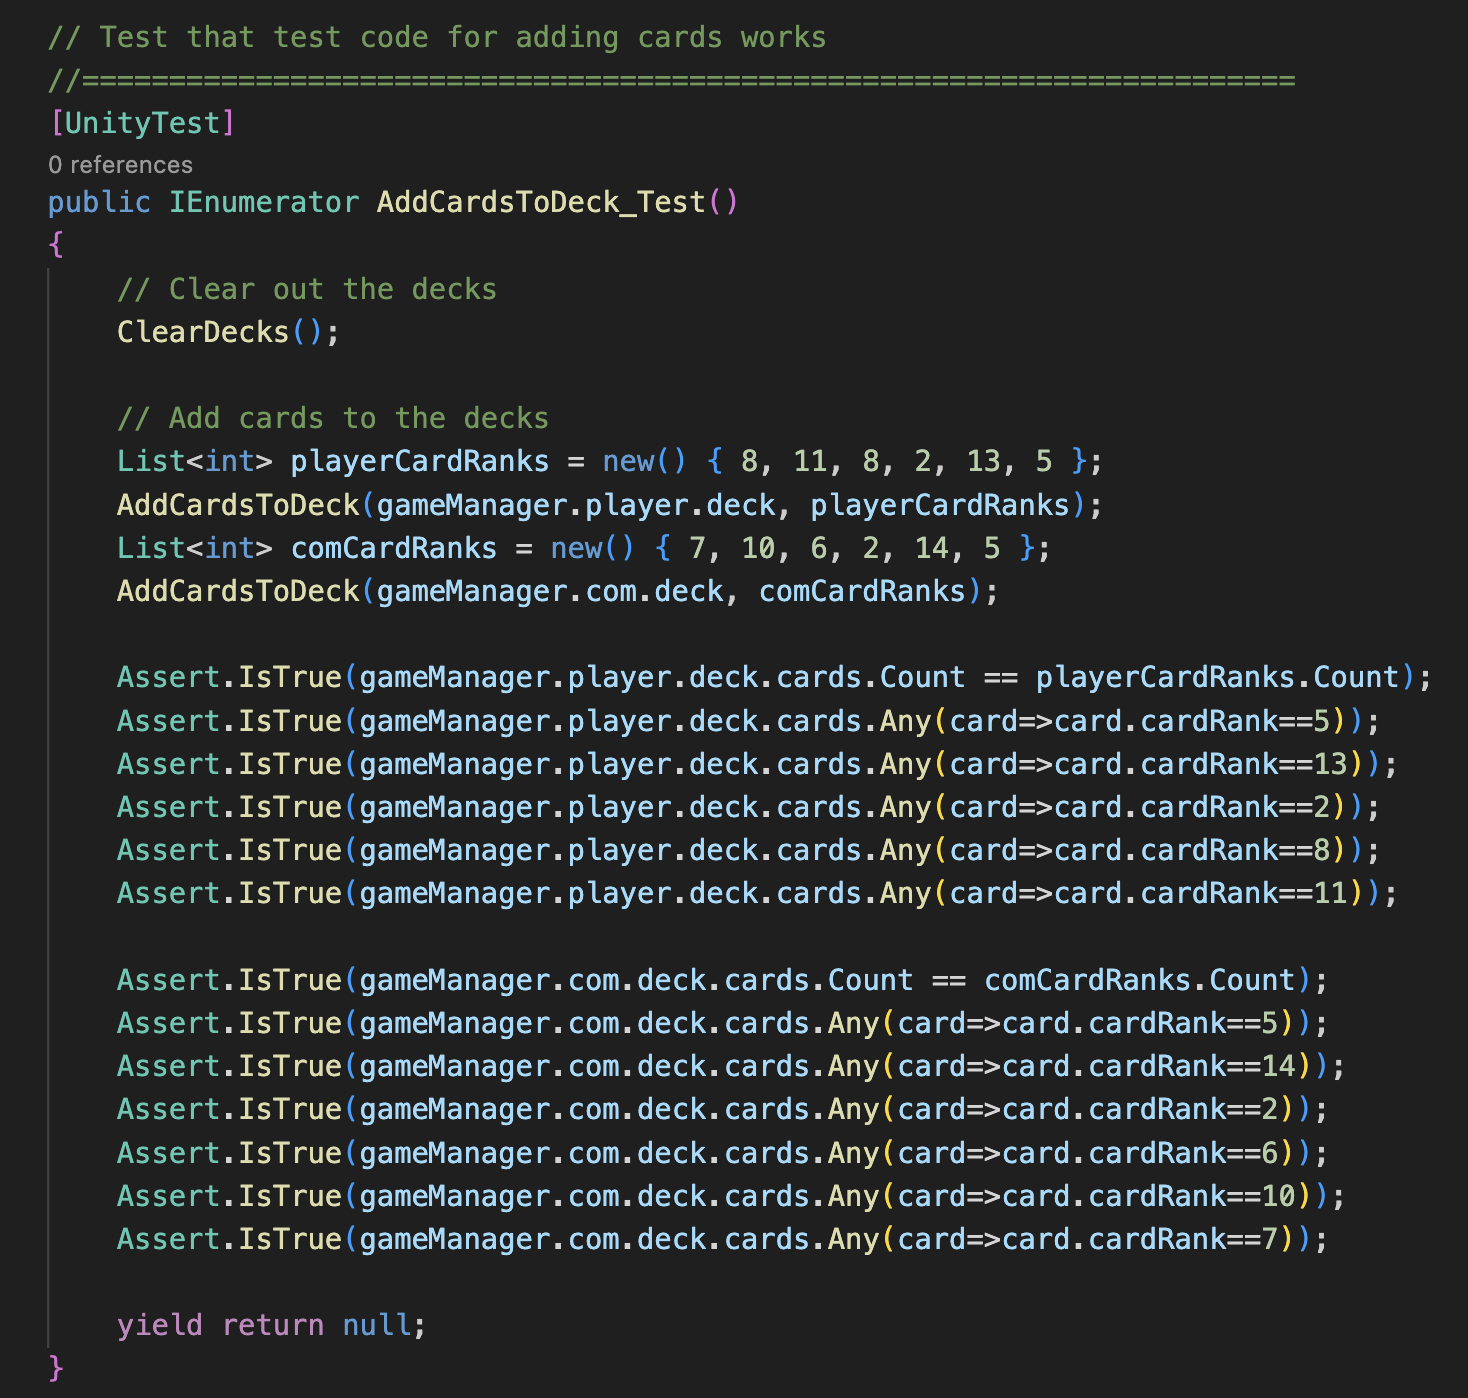 // Test that test code for adding cards works
//======================================================================
[UnityTest]
0 references
public IEnumerator AddCardsToDeck_Test()
{
    // Clear out the decks
    ClearDecks();

    // Add cards to the decks
    List<int> playerCardRanks = new() { 8, 11, 8, 2, 13, 5 };
    AddCardsToDeck(gameManager.player.deck, playerCardRanks);
    List<int> comCardRanks = new() { 7, 10, 6, 2, 14, 5 };
    AddCardsToDeck(gameManager.com.deck, comCardRanks);

    Assert.IsTrue(gameManager.player.deck.cards.Count == playerCardRanks.Count);
    Assert.IsTrue(gameManager.player.deck.cards.Any(card=>card.cardRank==5));
    Assert.IsTrue(gameManager.player.deck.cards.Any(card=>card.cardRank==13));
    Assert.IsTrue(gameManager.player.deck.cards.Any(card=>card.cardRank==2));
    Assert.IsTrue(gameManager.player.deck.cards.Any(card=>card.cardRank==8));
    Assert.IsTrue(gameManager.player.deck.cards.Any(card=>card.cardRank==11));

    Assert.IsTrue(gameManager.com.deck.cards.Count == comCardRanks.Count);
    Assert.IsTrue(gameManager.com.deck.cards.Any(card=>card.cardRank==5));
    Assert.IsTrue(gameManager.com.deck.cards.Any(card=>card.cardRank==14));
    Assert.IsTrue(gameManager.com.deck.cards.Any(card=>card.cardRank==2));
    Assert.IsTrue(gameManager.com.deck.cards.Any(card=>card.cardRank==6));
    Assert.IsTrue(gameManager.com.deck.cards.Any(card=>card.cardRank==10));
    Assert.IsTrue(gameManager.com.deck.cards.Any(card=>card.cardRank==7));

    yield return null;
}